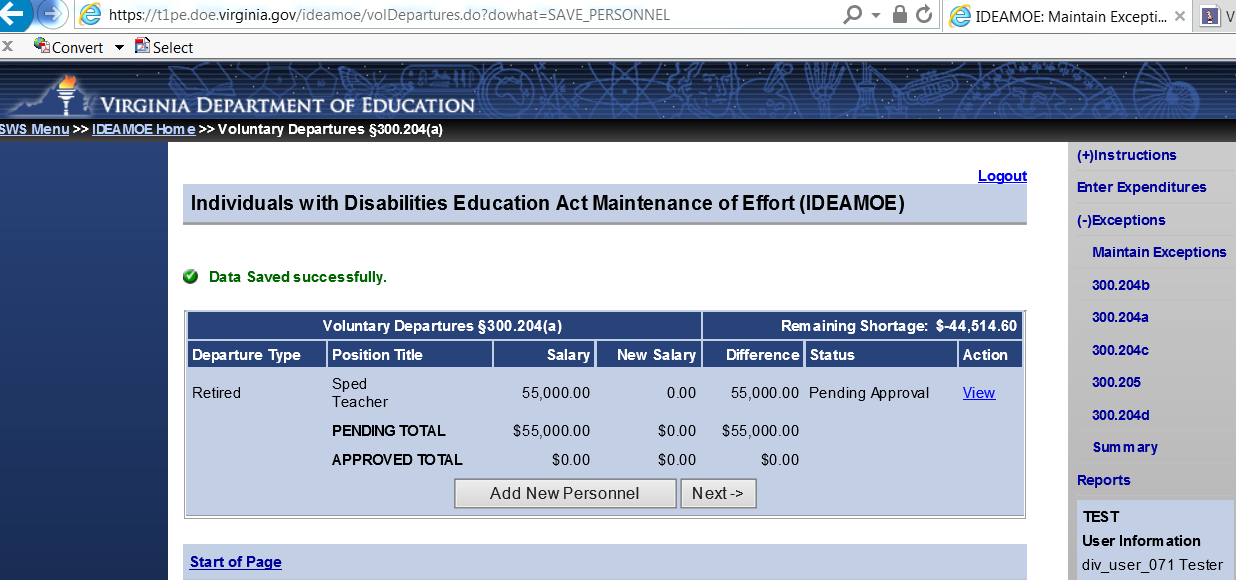 https://t1pe.doe.virginia.gov/ideamoe/volDepartures.do?dowhat=SAVE_PERSONNEL
IDEAMOE: Maintain Excepti...
V
Convert
Select
VIRGINIA DEPARTMENT OF EDUCATION
SWS Menu >> IDEAMOE Home >> Voluntary Departures §300.204(a)
Logout
Individuals with Disabilities Education Act Maintenance of Effort (IDEAMOE)
Data Saved successfully.
Voluntary Departures §300.204(a) Remaining Shortage: $-44,514.60
Departure Type Position Title Salary New Salary Difference Status Action
Retired Sped Teacher 55,000.00 0.00 55,000.00 Pending Approval View
PENDING TOTAL $55,000.00 $0.00 $55,000.00
APPROVED TOTAL $0.00 $0.00 $0.00
Add New Personnel Next ->
Start of Page
(+)Instructions
Enter Expenditures
(-)Exceptions
Maintain Exceptions
300.204b
300.204a
300.204c
300.205
300.204d
Summary
Reports
TEST
User Information
div_user_071 Tester